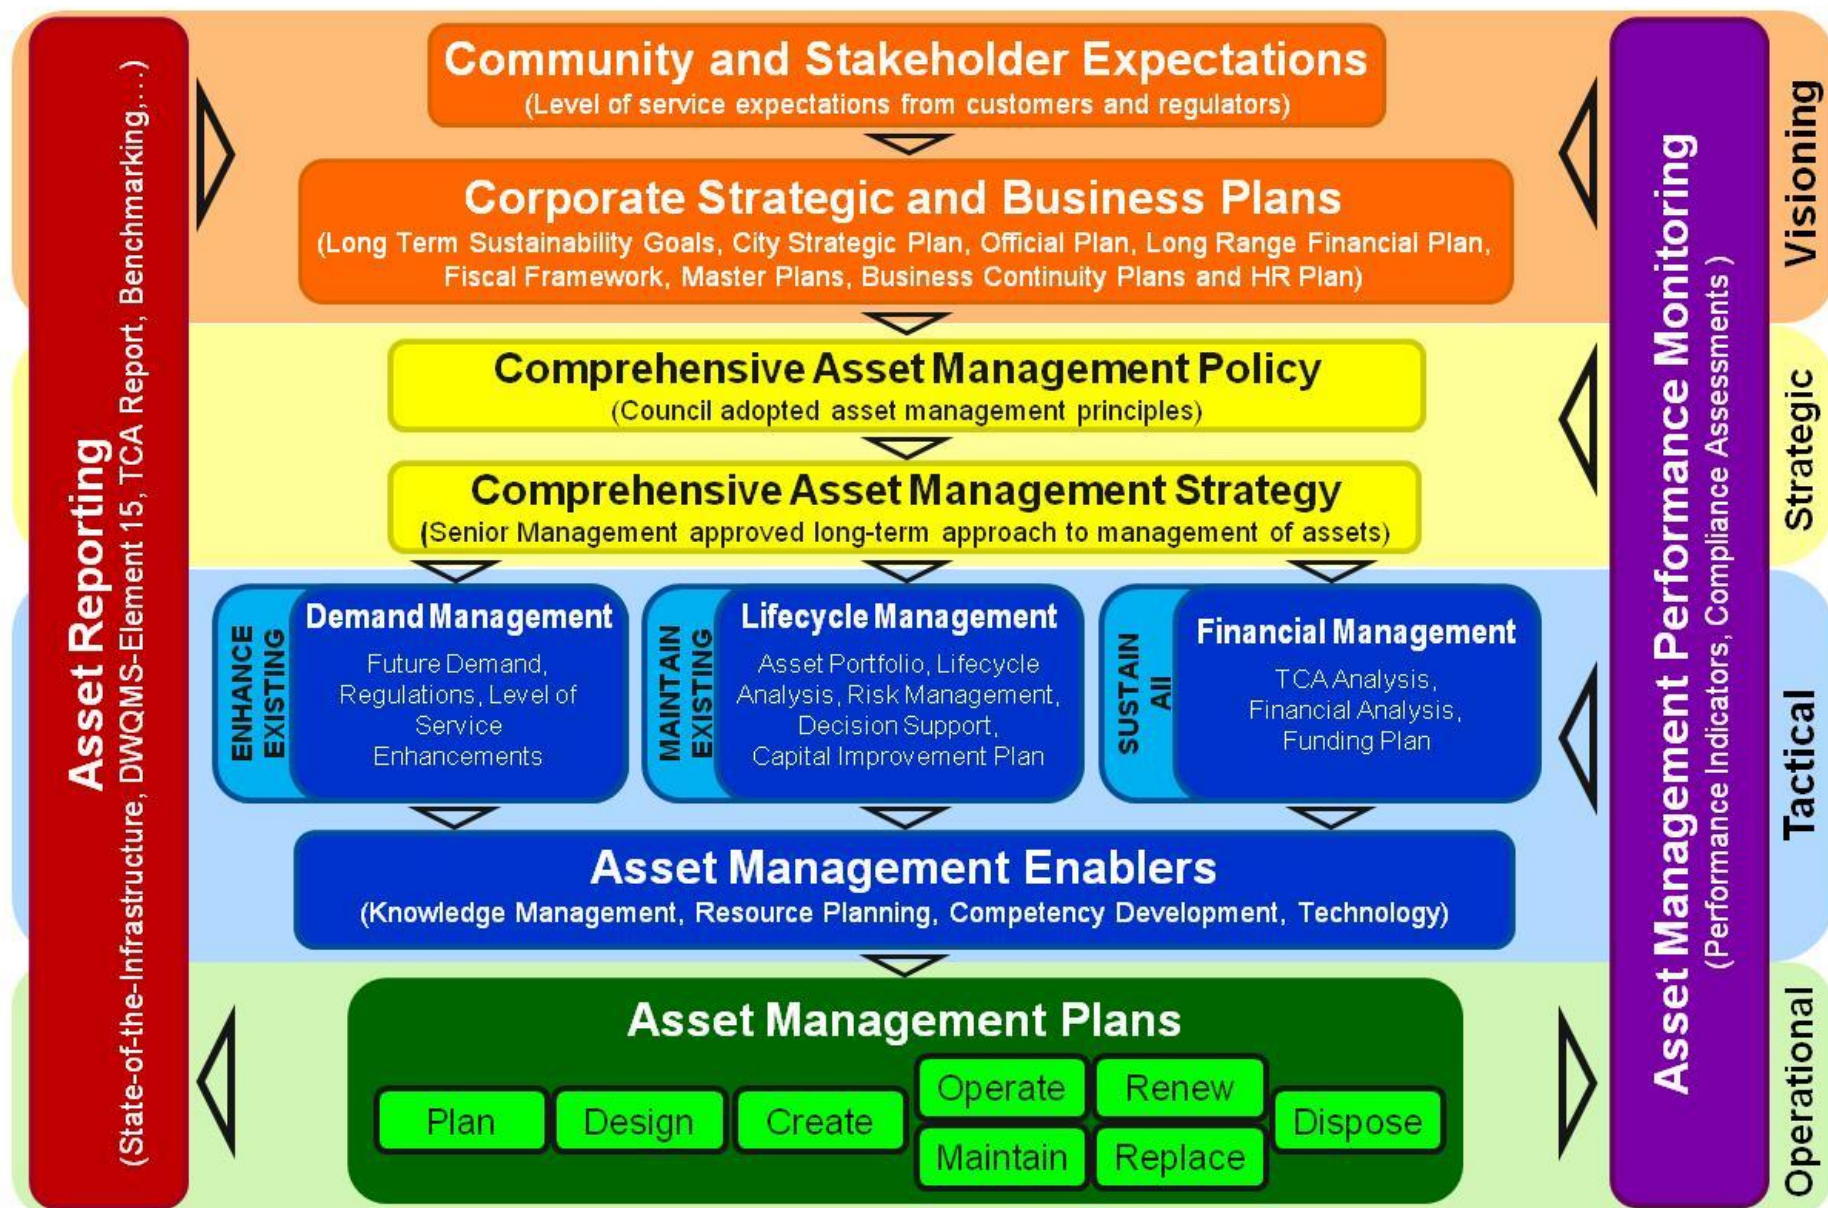 Community and Stakeholder Expectations
(Level of service expectations from customers and regulators)
Corporate Strategic and Business Plans
(Long Term Sustainability Goals, City Strategic Plan, Official Plan, Long Range Financial Plan,
Fiscal Framework, Master Plans, Business Continuity Plans and HR Plan)
Comprehensive Asset Management Policy
(Council adopted asset management principles)
Comprehensive Asset Management Strategy
(Senior Management approved long-term approach to management of assets)
ENHANCE
EXISTING
Demand Management
Future Demand,
Regulations, Level of
Service
Enhancements
MAINTAIN
EXISTING
Lifecycle Management
Asset Portfolio, Lifecycle
Analysis, Risk Management,
Decision Support,
Capital Improvement Plan
SUSTAIN
All
Financial Management
TCA Analysis,
Financial Analysis,
Funding Plan
Asset Management Enablers
(Knowledge Management, Resource Planning, Competency Development, Technology)
Asset Management Plans
Plan
Design
Create
Operate
Maintain
Renew
Replace
Dispose
Asset Reporting
(State-of-the-Infrastructure, DWQMS-Element 15, TCA Report, Benchmarking,...)
Asset Management Performance Monitoring
(Performance Indicators, Compliance Assessments )
Visioning
Strategic
Tactical
Operational